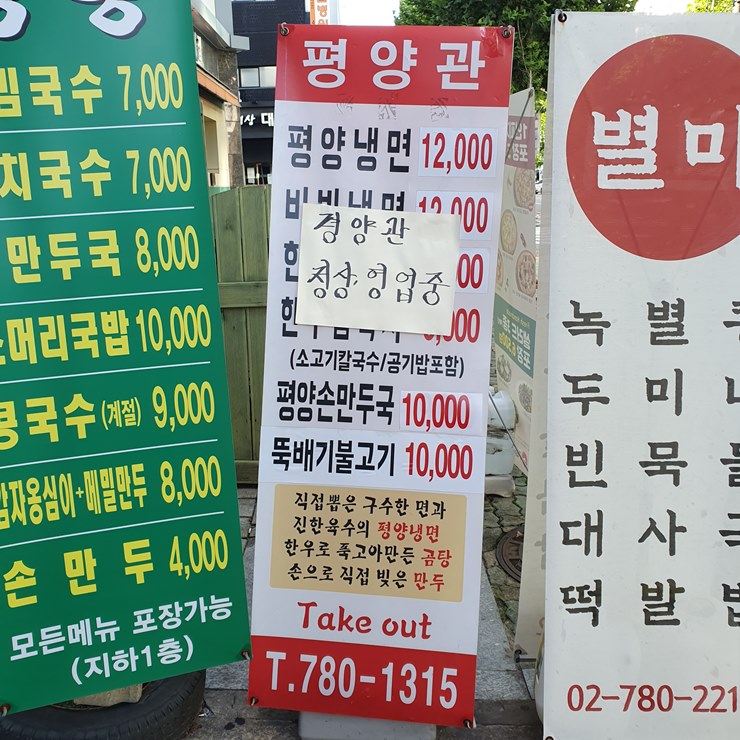 국수 7,000
치국수 7,000
만두국 8,000
머리국밥 10,000
콩국수 (계절) 9,000
감자옹심이+메밀만두 8,000
손만두 4,000
모든메뉴 포장가능
(지하1층)
평양관
평양냉면 12,000
비빔냉면 12,000
평양관
정상영업중
(소고기칼국수/공기밥포함)
평양손만두국 10,000
뚝배기불고기 10,000
직접뽑은 구수한 면과
진한육수의 평양냉면
한우로 푹고아만든 곰탕
손으로 직접 빚은 만두
Take out
T.780-1315
별미
녹두빈대떡
별미묵사발
02-780-221